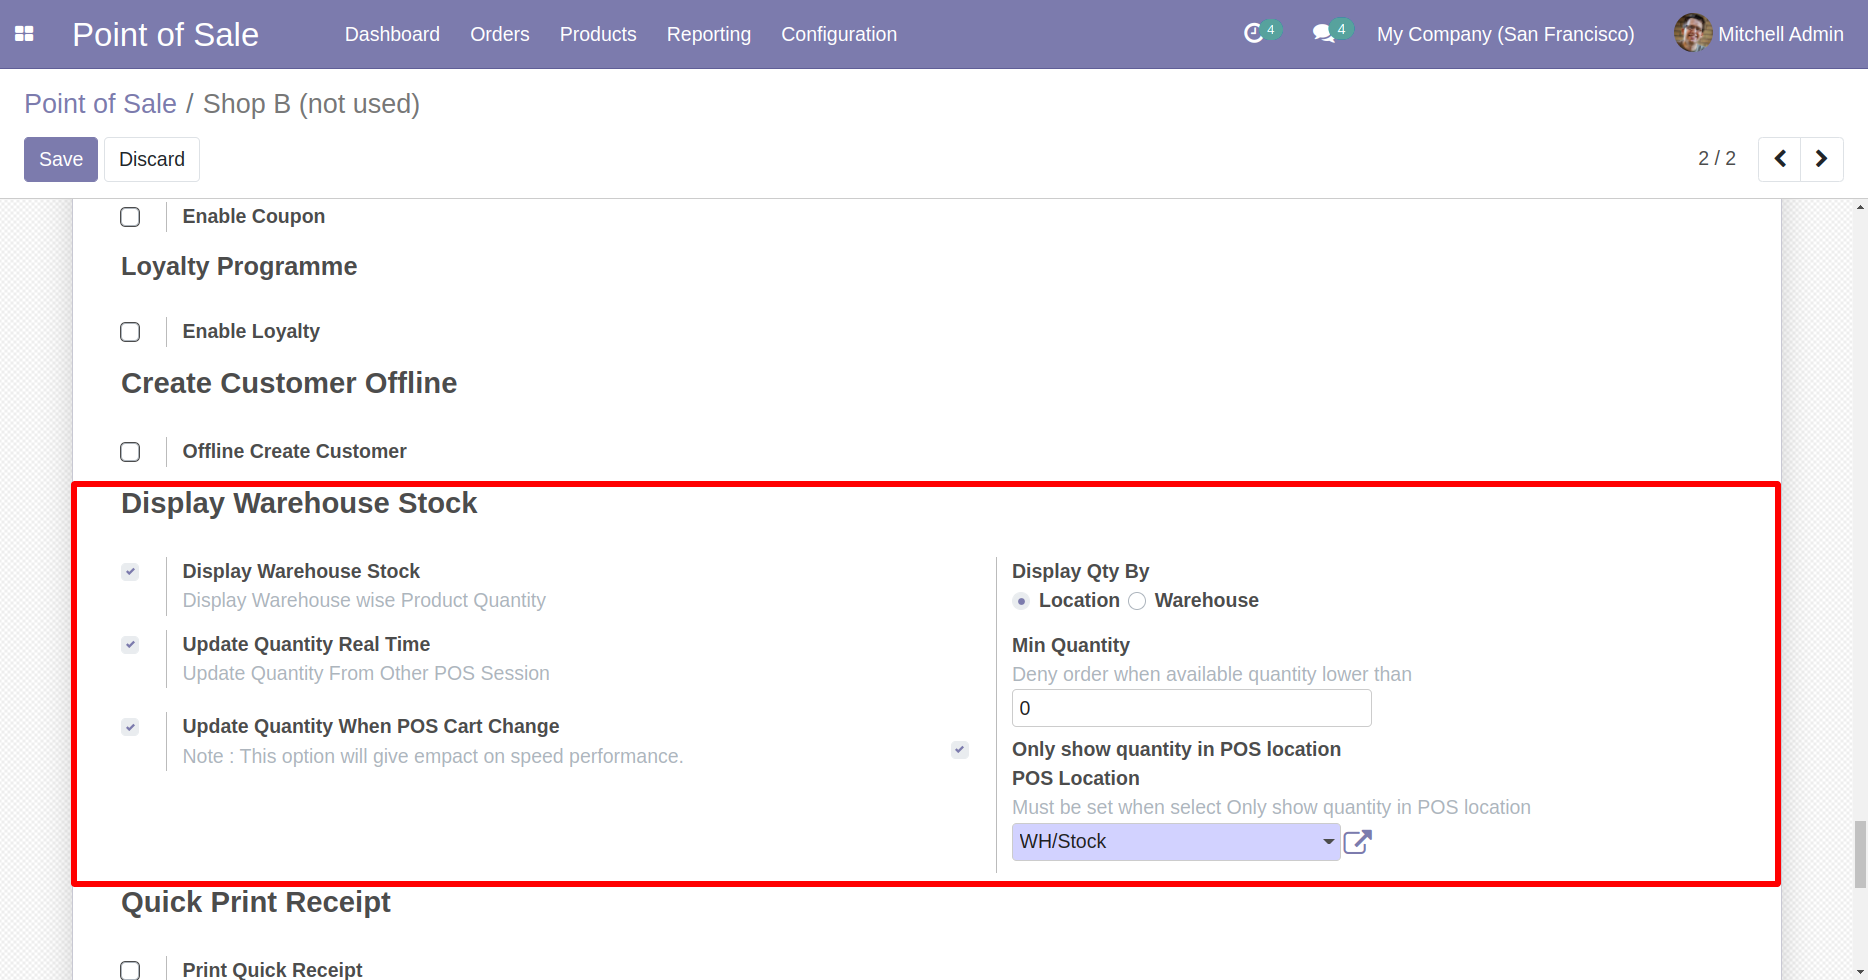 Point of Sale Dashboard Orders Products Reporting Configuration 4 4 My Company (San Francisco) Mitchell Admin
Point of Sale / Shop B (not used)
Save Discard 2 / 2
Enable Coupon
Loyalty Programme
Enable Loyalty
Create Customer Offline
Offline Create Customer
Display Warehouse Stock
Display Warehouse Stock
Display Warehouse wise Product Quantity
Update Quantity Real Time
Update Quantity From Other POS Session
Update Quantity When POS Cart Change
Note : This option will give empact on speed performance.
Display Qty By
Location Warehouse
Min Quantity
Deny order when available quantity lower than
0
Only show quantity in POS location
POS Location
Must be set when select Only show quantity in POS location
WH/Stock
Quick Print Receipt
Print Quick Receipt